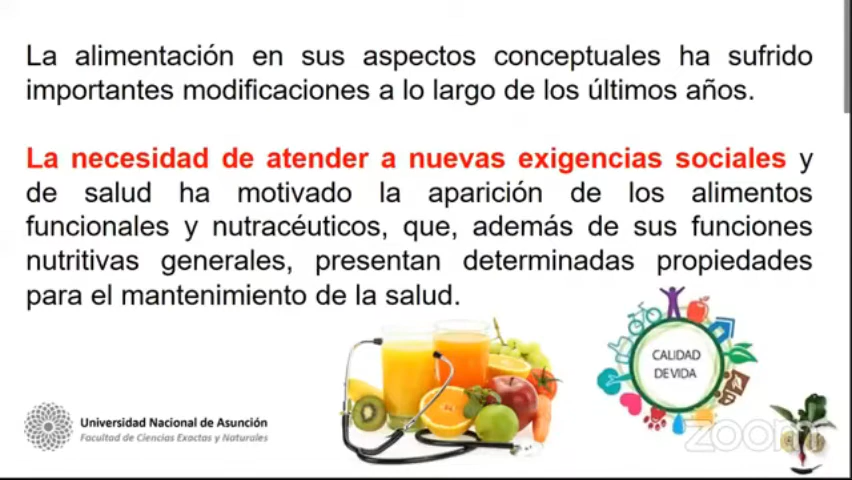 La alimentación en sus aspectos conceptuales ha sufrido
importantes modificaciones a lo largo de los últimos años.
La necesidad de atender a nuevas exigencias sociales y
de salud ha motivado la aparición de los alimentos
funcionales y nutracéuticos, que, además de sus funciones
nutritivas generales, presentan determinadas propiedades
para el mantenimiento de la salud.
CALIDAD
DE VIDA
Universidad Nacional de Asunción
Facultad de Ciencias Exactas y Naturales
zoom